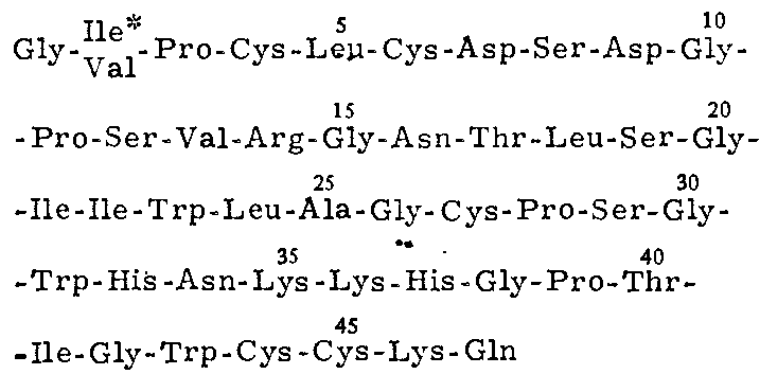 5 10
Gly-Ile*/Val-Pro-Cys-Leu-Cys-Asp-Ser-Asp-Gly-
15 20
-Pro-Ser-Val-Arg-Gly-Asn-Thr-Leu-Ser-Gly-
25 30
-Ile-Ile-Trp-Leu-Ala-Gly-Cys-Pro-Ser-Gly-
35 40
-Trp-His-Asn-Lys-Lys-His-Gly-Pro-Thr-
45
-Ile-Gly-Trp-Cys-Cys-Lys-Gln